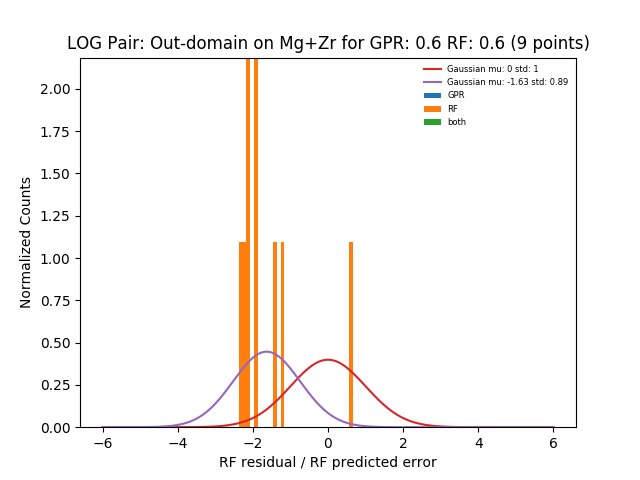 LOG Pair: Out-domain on Mg+Zr for GPR: 0.6 RF: 0.6 (9 points)
Gaussian mu: 0 std: 1
Gaussian mu: -1.63 std: 0.89
GPR
RF
both
Normalized Counts
2.00
1.75
1.50
1.25
1.00
0.75
0.50
0.25
0.00
−6 −4 −2 0 2 4 6
RF residual / RF predicted error